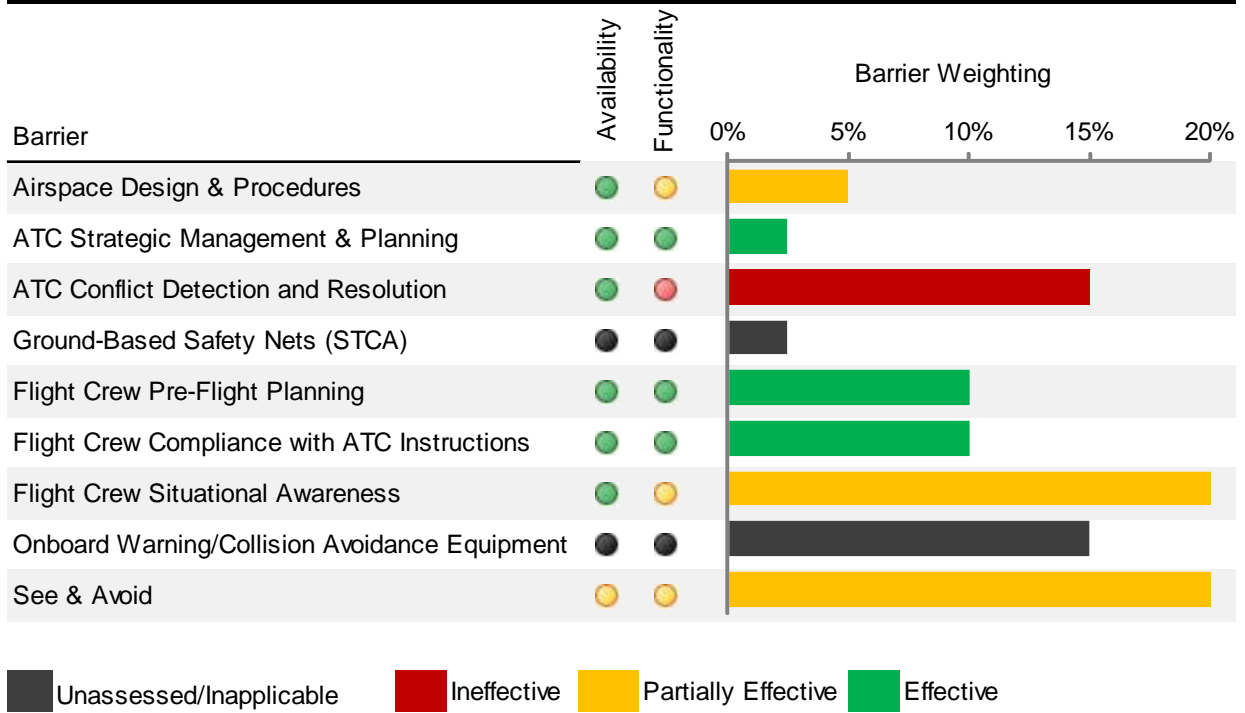 Availability
Functionality
Barrier Weighting
Barrier
0% 5% 10% 15% 20%
Airspace Design & Procedures
ATC Strategic Management & Planning
ATC Conflict Detection and Resolution
Ground-Based Safety Nets (STCA)
Flight Crew Pre-Flight Planning
Flight Crew Compliance with ATC Instructions
Flight Crew Situational Awareness
Onboard Warning/Collision Avoidance Equipment
See & Avoid
Unassessed/Inapplicable Ineffective Partially Effective Effective